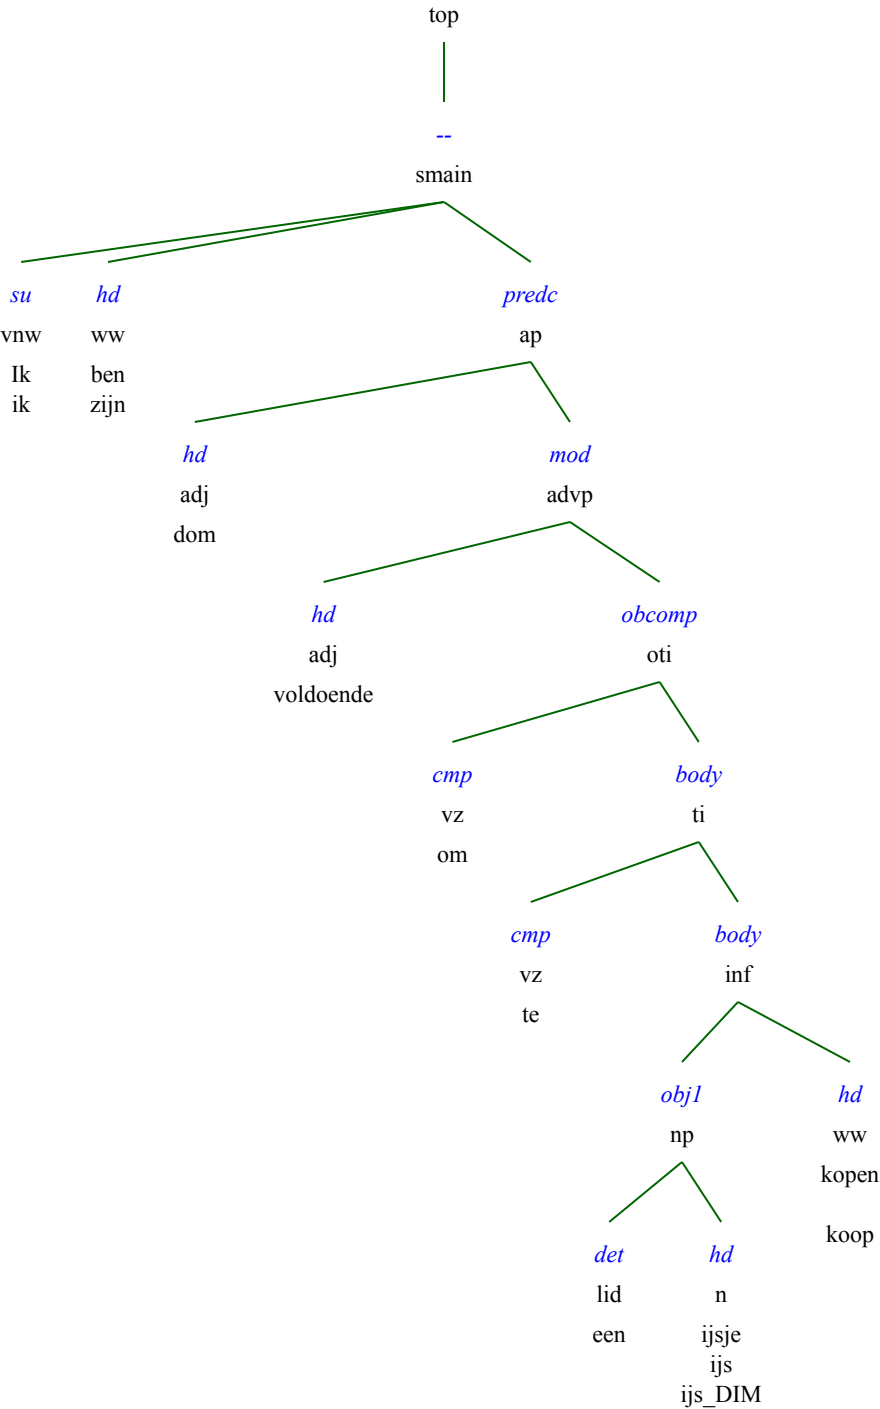 top
--
smain
su hd predc
vnw ww ap
Ik ben
ik zijn
hd mod
adj advp
dom
hd obcomp
adj oti
voldoende
cmp body
vz ti
om
cmp body
vz inf
te
obj1 hd
np ww
kopen
koop
det hd
lid n
een ijsje
ijs
ijs_DIM